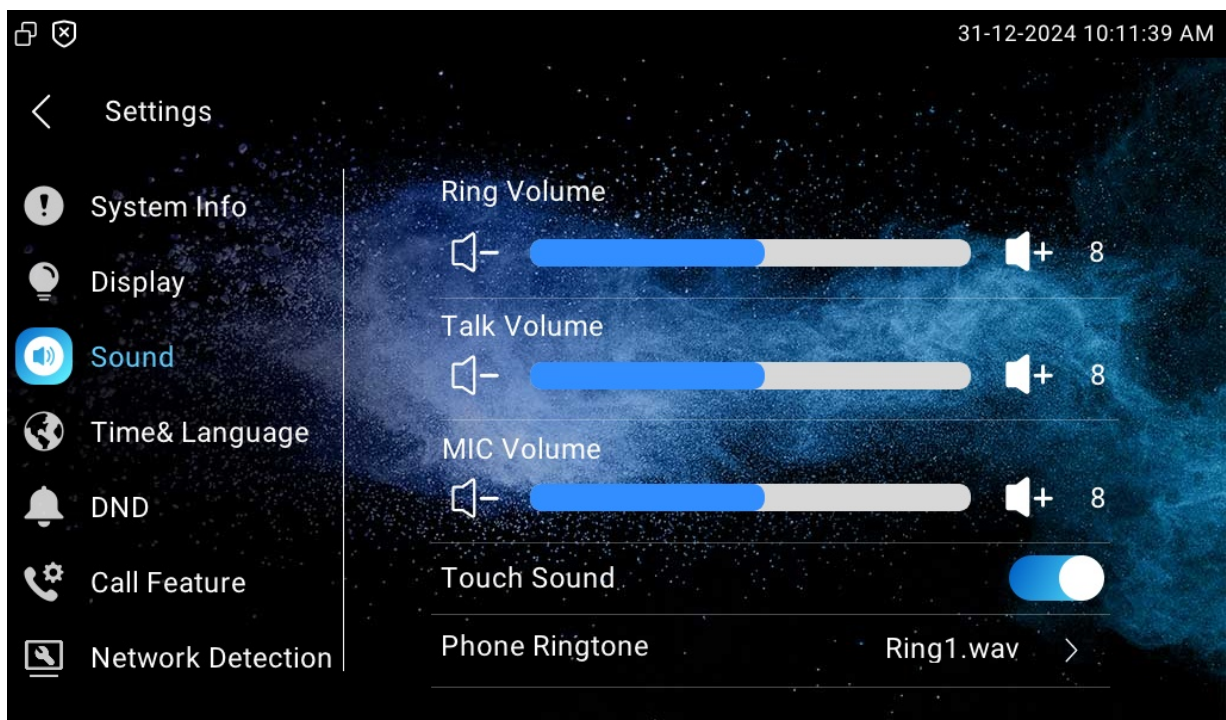 31-12-2024 10:11:39 AM
Settings
System Info
Display
Sound
Time& Language
DND
Call Feature
Network Detection
Ring Volume
8
Talk Volume
8
MIC Volume
8
Touch Sound
Phone Ringtone Ring1.wav